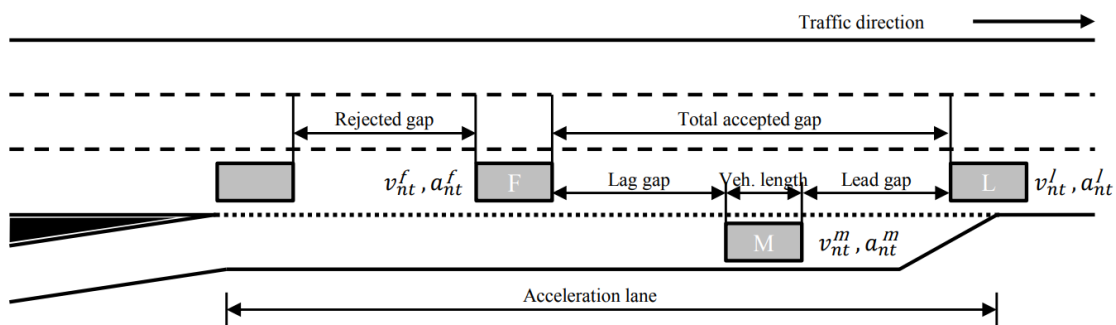 Traffic direction
Rejected gap
Total accepted gap
v_{nt}^f, a_{nt}^f
F
Lag gap
Veh. length
Lead gap
L
v_{nt}^l, a_{nt}^l
M
v_{nt}^m, a_{nt}^m
Acceleration lane